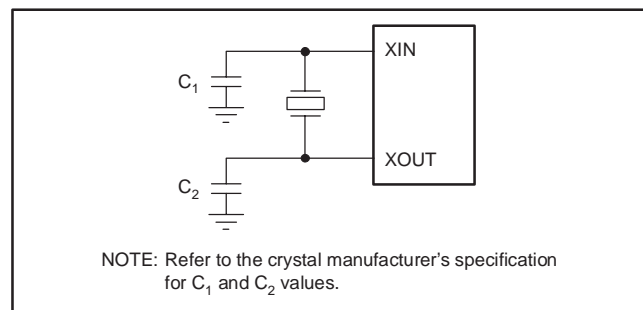 XIN
C₁
XOUT
C₂
NOTE: Refer to the crystal manufacturer's specification
for C₁ and C₂ values.